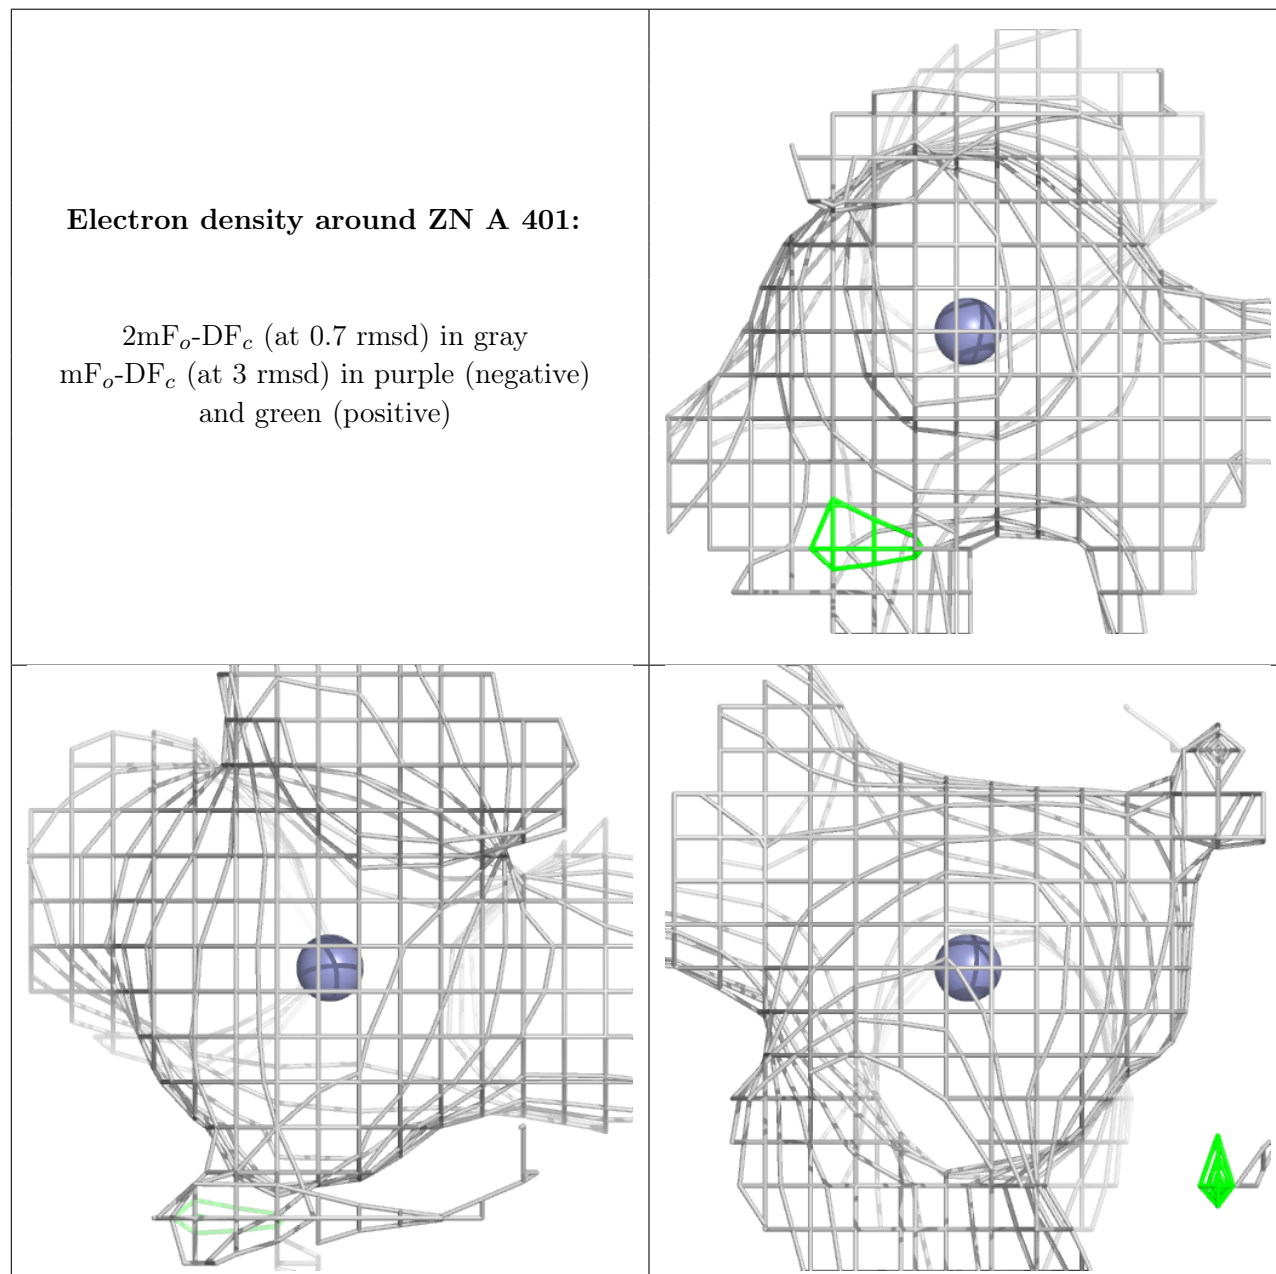 Electron density around ZN A 401:
2mFo-DFc (at 0.7 rmsd) in gray
mFo-DFc (at 3 rmsd) in purple (negative)
and green (positive)